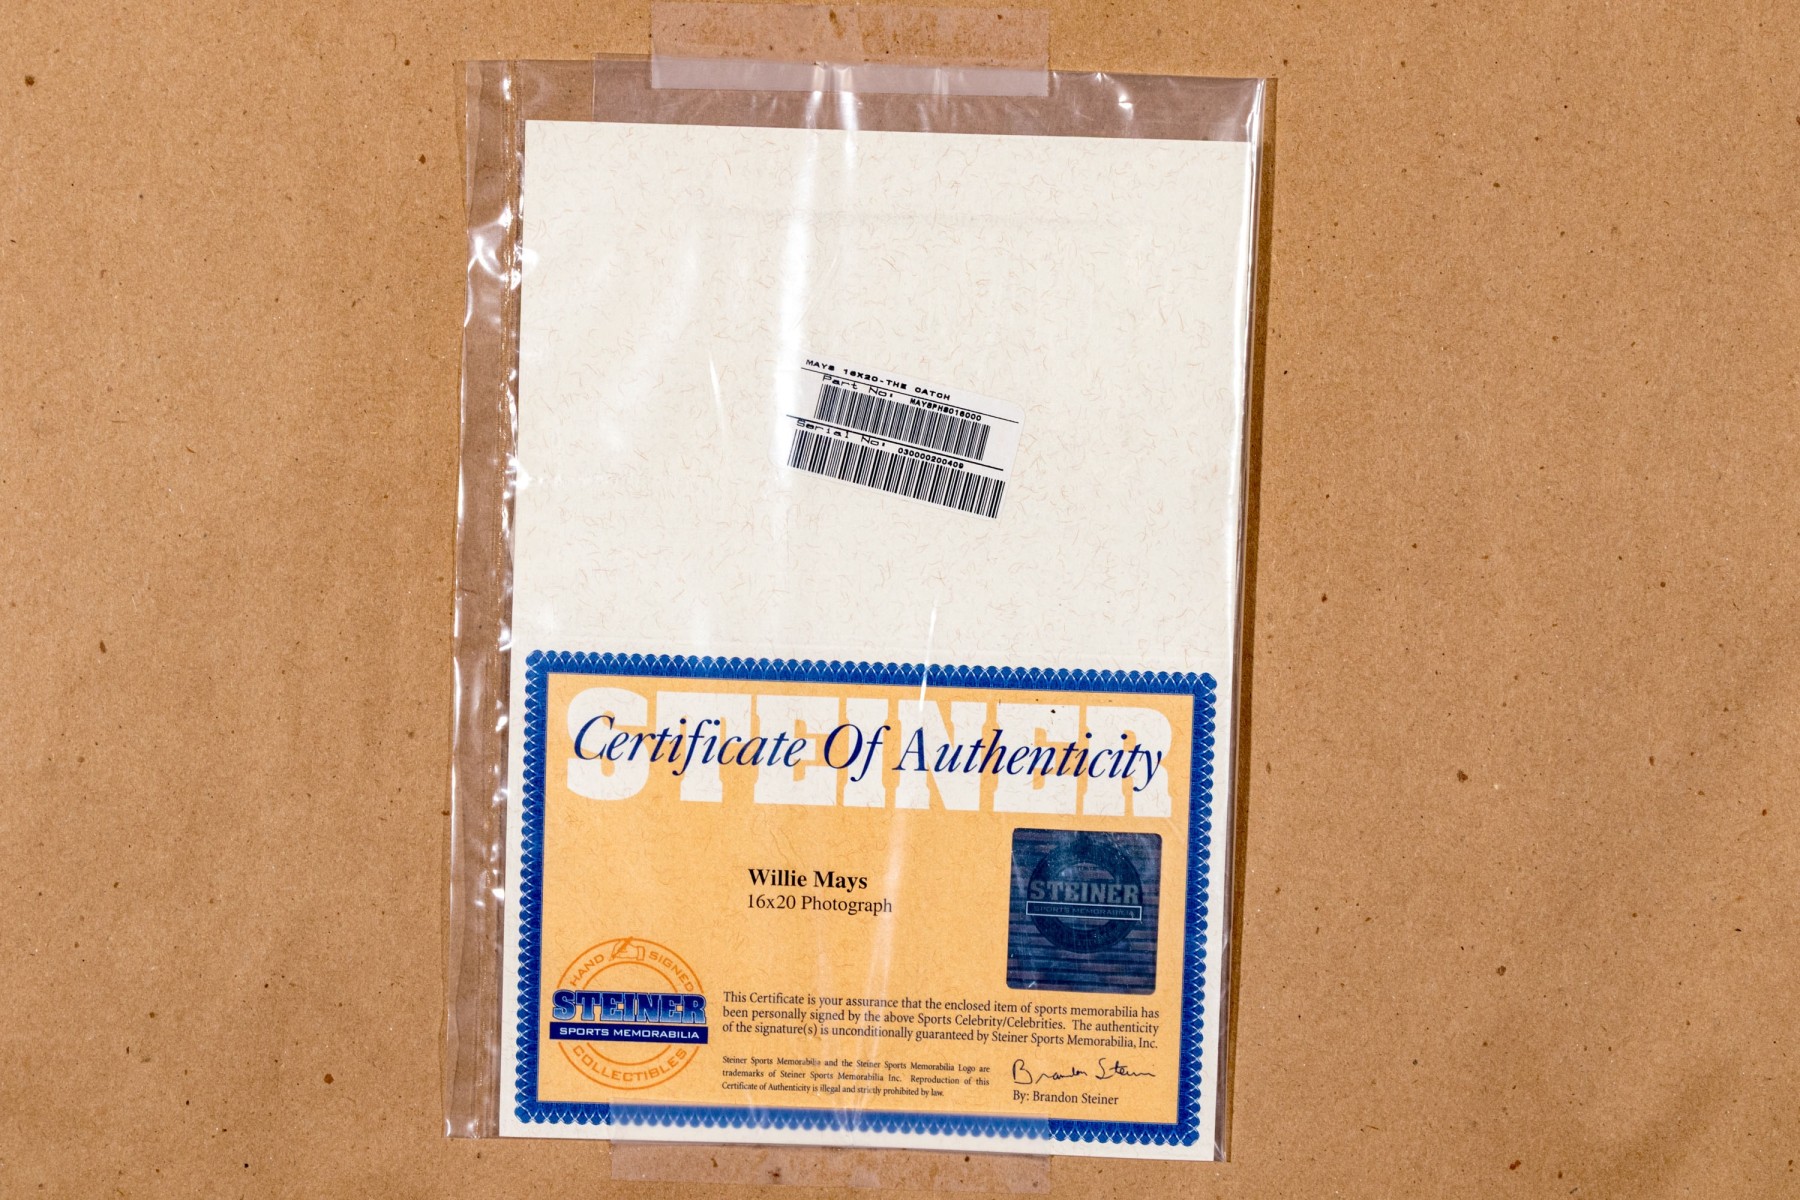 MAYS 16X20-THE CATCH
Part No: MAYSPHS016000
Serial No: 030000200409
STEINER
Certificate Of Authenticity
Willie Mays
16x20 Photograph
STEINER
SPORTS MEMORABILIA
HAND SIGNED
STEINER
SPORTS MEMORABILIA
COLLECTIBLES
This Certificate is your assurance that the enclosed item of sports memorabilia has
been personally signed by the above Sports Celebrity/Celebrities. The authenticity
of the signature(s) is unconditionally guaranteed by Steiner Sports Memorabilia, Inc.
Steiner Sports Memorabilia and the Steiner Sports Memorabilia Logo are
trademarks of Steiner Sports Memorabilia Inc. Reproduction of this
Certificate of Authenticity is illegal and strictly prohibited by law.
Brandon Steiner
By: Brandon Steiner